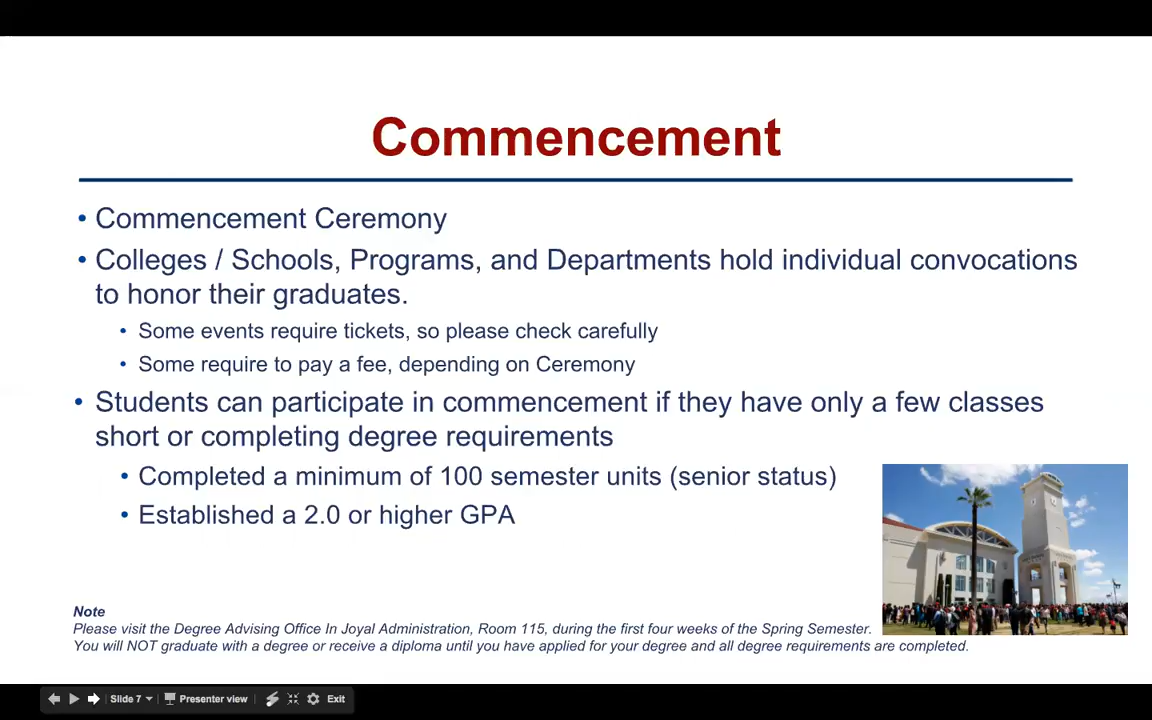 Commencement
• Commencement Ceremony
• Colleges / Schools, Programs, and Departments hold individual convocations
to honor their graduates.
• Some events require tickets, so please check carefully
• Some require to pay a fee, depending on Ceremony
• Students can participate in commencement if they have only a few classes
short or completing degree requirements
• Completed a minimum of 100 semester units (senior status)
• Established a 2.0 or higher GPA
Note
Please visit the Degree Advising Office In Joyal Administration, Room 115, during the first four weeks of the Spring Semester.
You will NOT graduate with a degree or receive a diploma until you have applied for your degree and all degree requirements are completed.
Slide 7 Presenter view Exit